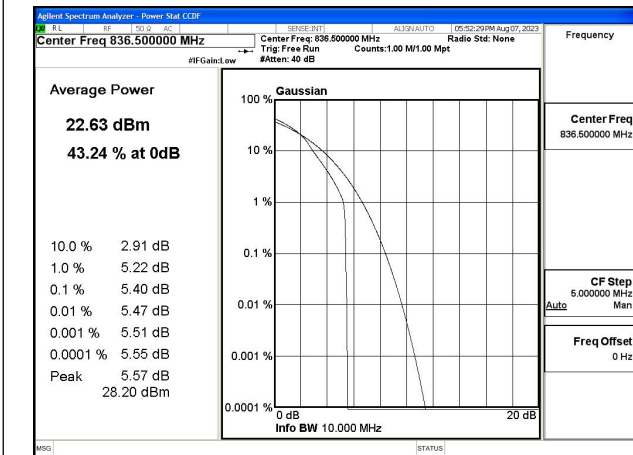 Agilent Spectrum Analyzer - Power Stat CCDF
RL RF 50 Ω AC SENSE:INT ALIGNAUTO 05:52:29 PM Aug 07, 2023
Center Freq 836.500000 MHz
Center Freq: 836.500000 MHz Radio Std: None
Trig: Free Run Counts:1.00 M/1.00 Mpt
#IFGain:Low #Atten: 40 dB
Frequency
Average Power
22.63 dBm
43.24 % at 0dB
10.0 % 2.91 dB
1.0 % 5.22 dB
0.1 % 5.40 dB
0.01 % 5.47 dB
0.001 % 5.51 dB
0.0001 % 5.55 dB
Peak 5.57 dB
28.20 dBm
Gaussian
100 %
10 %
1 %
0.1 %
0.01 %
0.001 %
0.0001 %
0 dB 20 dB
Info BW 10.000 MHz
Center Freq
836.500000 MHz
CF Step
5.000000 MHz
Auto Man
Freq Offset
0 Hz
MSG STATUS